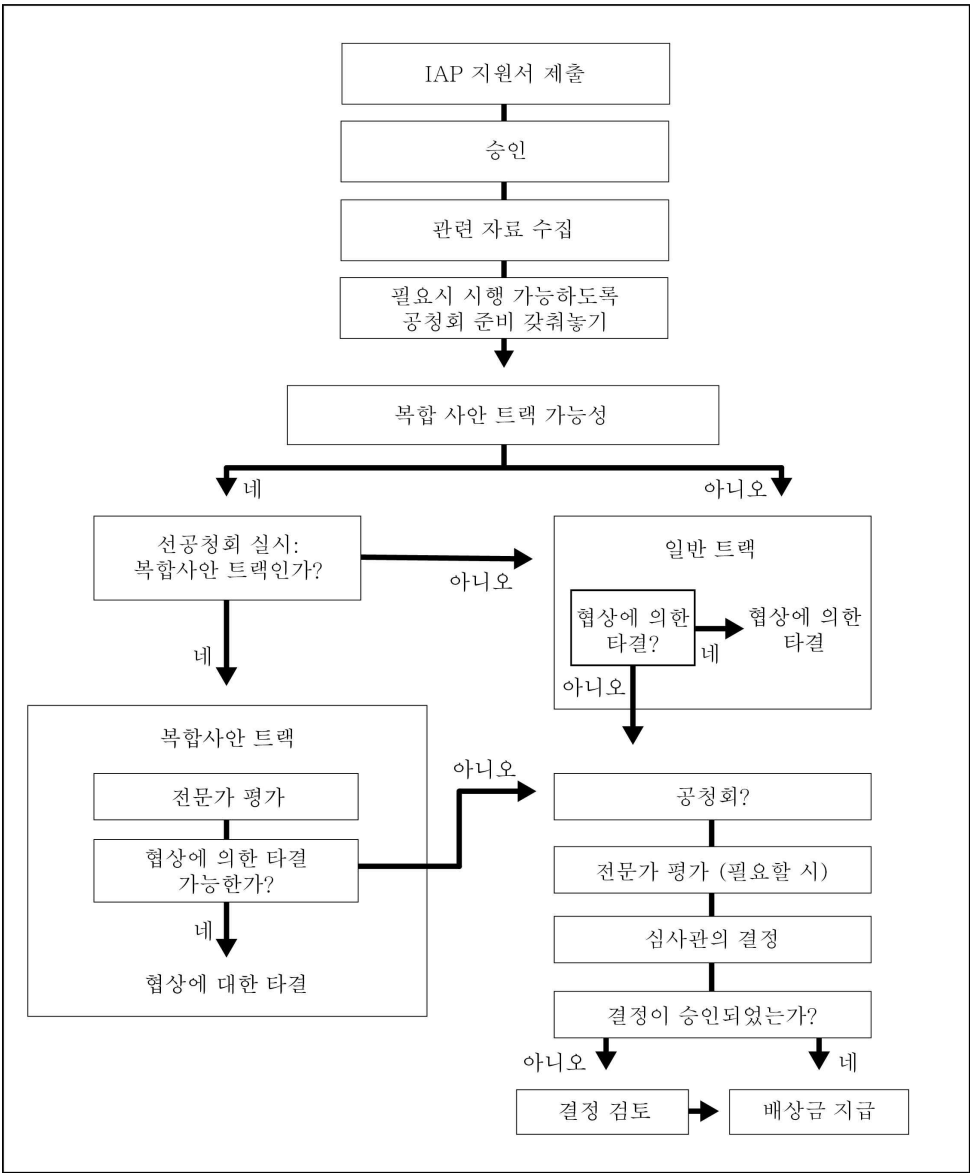 IAP 지원서 제출
승인
관련 자료 수집
필요시 시행 가능하도록
공청회 준비 갖춰놓기
복합 사안 트랙 가능성
네
아니오
선공청회 실시:
복합사안 트랙인가?
아니오
네
일반 트랙
협상에 의한
타결?
네
협상에 의한
타결
아니오
복합사안 트랙
전문가 평가
협상에 의한 타결
가능한가?
네
협상에 대한 타결
아니오
공청회?
전문가 평가 (필요할 시)
심사관의 결정
결정이 승인되었는가?
아니오
네
결정 검토
배상금 지급